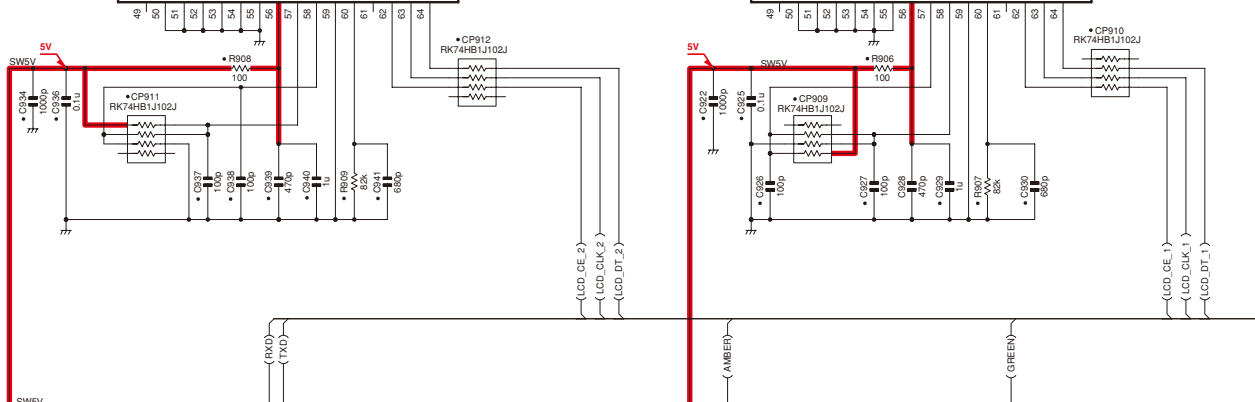 49 50 51 52 53 54 55 56 57 58 59 60 61 62 63 64
49 50 51 52 53 54 55 56 57 58 59 60 61 62 63 64
5V
SW5V
R908
100
CP912
RK74HB1J102J
C934
1000p
C936
0.1u
CP911
RK74HB1J102J
C937
100p
C938
100p
C939
470p
C940
1u
R909
82k
C941
680p
5V
SW5V
R906
100
CP910
RK74HB1J102J
C922
1000p
C925
0.1u
CP909
RK74HB1J102J
C926
100p
C927
100p
C928
470p
C929
1u
R907
82k
C930
680p
(LCD_CE_2)
(LCD_CLK_2)
(LCD_DT_2)
(LCD_CE_1)
(LCD_CLK_1)
(LCD_DT_1)
(RXD)
(TXD)
(AMBER)
(GREEN)
SW5V